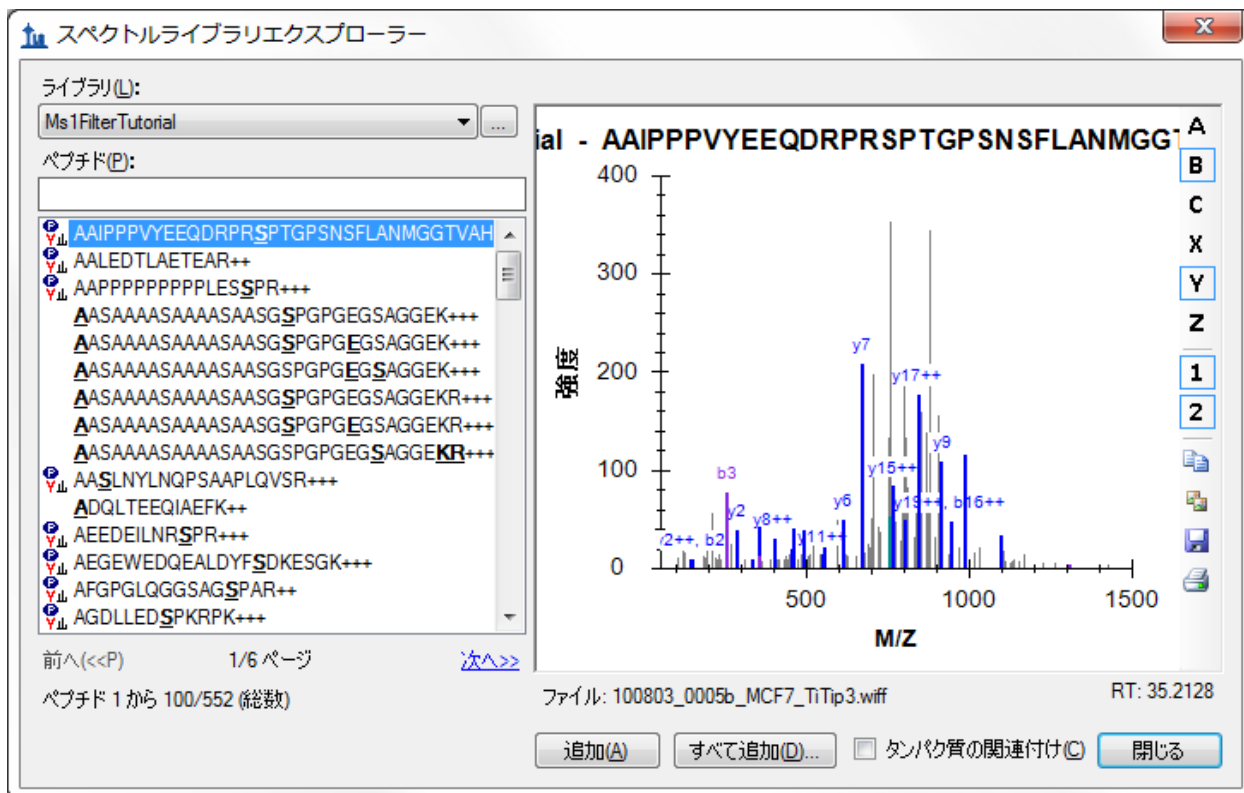 スペクトルライブラリエクスプローラー
ライブラリ(L):
Ms1FilterTutorial
...
ペプチド(P):
AAIPPPVYEEQDRPRSPTGPSNSFLANMGGTVAH
AALEDTLAETEAR++
AAPPPPPPPPPLESSPR+++
AASAAAASAAAASAASGSPGPGEGSAGGEK+++
AASAAAASAAAASAASGSPGPGEGSAGGEK+++
AASAAAASAAAASAASGSPGPGEGSAGGEK+++
AASAAAASAAAASAASGSPGPGEGSAGGEKR+++
AASAAAASAAAASAASGSPGPGEGSAGGEKR+++
AASAAAASAAAASAASGSPGPGEGSAGGEKR+++
AASLNYLNQPSAAPLQVSR+++
ADQLTEEQIAEFK++
AEEDEILNRSPR+++
AEGEWEDQEALDYFSDKESGK+++
AFGPGLQGGSAGSPAR++
AGDLLEDSPKRPK+++
前へ(<<P)
1/6 ページ
次へ>>
ペプチド 1 から 100/552 (総数)
ial - AAIPPPVYEEQDRPRSPTGPSNSFLANMGGT
400
300
200
100
0
強度
y7
y17++
b3
y9
y15++
y2
y8++
y6
y19++, b16++
y2++, b2
y11++
500
1000
1500
M/Z
A
B
C
X
Y
Z
1
2
ファイル: 100803_0005b_MCF7_TiTip3.wiff
RT: 35.2128
追加(A)
すべて追加(D)...
タンパク質の関連付け(C)
閉じる